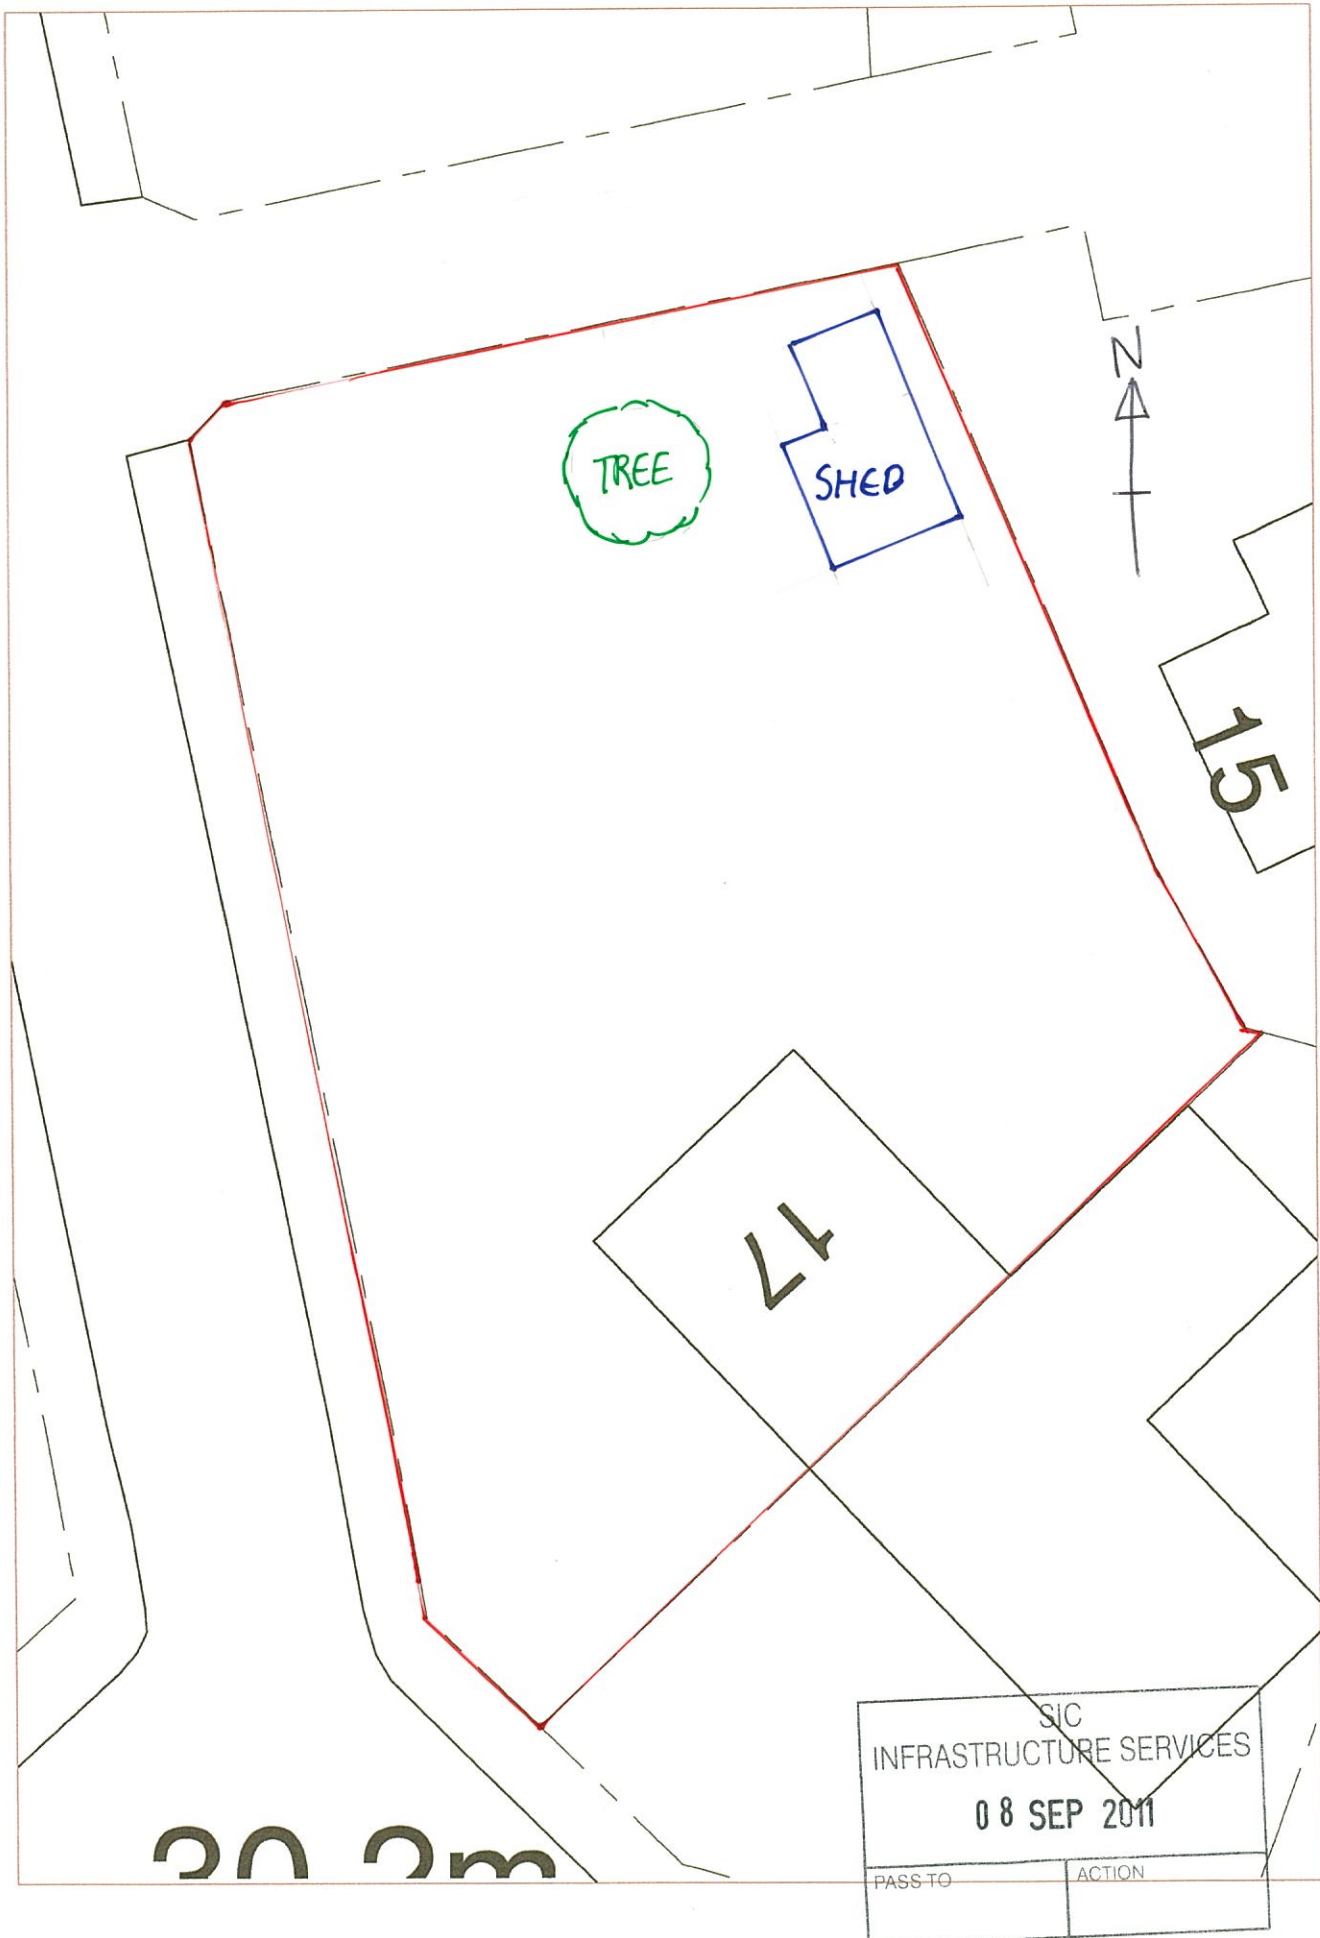 N
TREE
SHED
15
17
SIC
INFRASTRUCTURE SERVICES
08 SEP 2011
PASS TO
ACTION